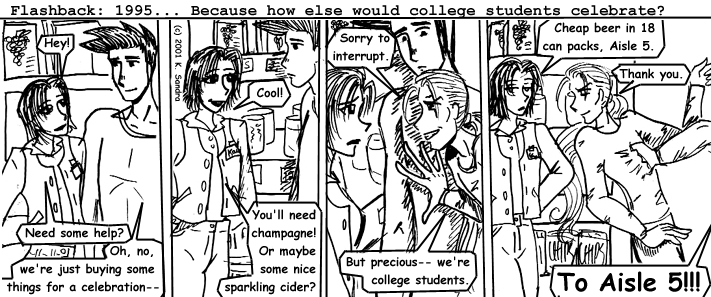 Flashback: 1995... Because how else would college students celebrate?
Hey!
Need some help?
Oh, no,
we're just buying some
things for a celebration--
(c) 2001 K. Sandra
Cool!
You'll need
champagne!
Or maybe
some nice
sparkling cider?
Sorry to
interrupt.
But precious-- we're
college students.
Cheap beer in 18
can packs, Aisle 5.
Thank you.
CHIPS CHIPS
To Aisle 5!!!